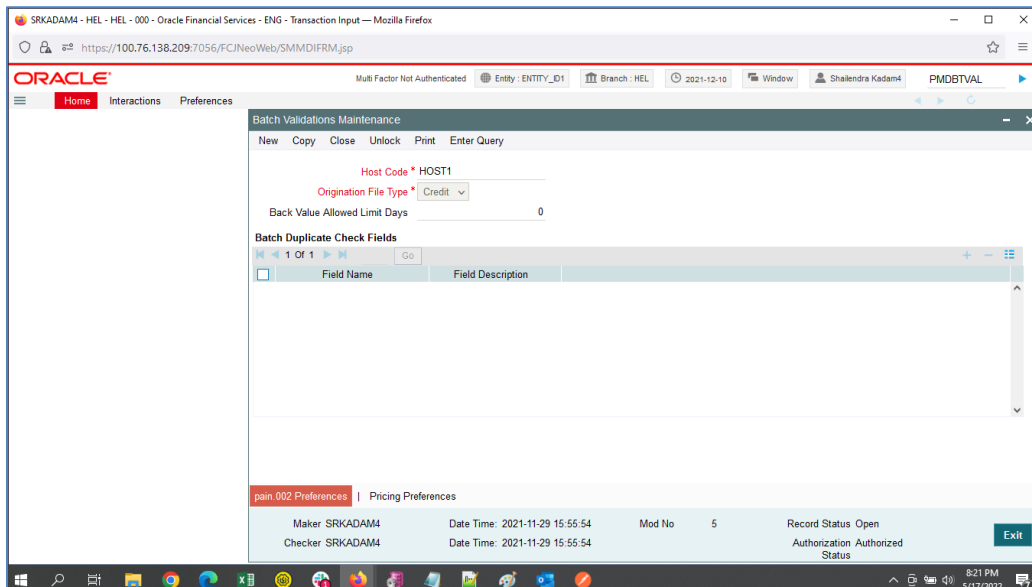 SRKADAM4 - HEL - HEL - 000 - Oracle Financial Services - ENG - Transaction Input — Mozilla Firefox
https://100.76.138.209:7056/FCJNeoWeb/SMMDIFRM.jsp
ORACLE Multi Factor Not Authenticated Entity : ENTITY_ID1 Branch : HEL 2021-12-10 Window Shailendra Kadam4 PMDBTVAL
Home Interactions Preferences
Batch Validations Maintenance
New Copy Close Unlock Print Enter Query
Host Code * HOST1
Origination File Type * Credit
Back Value Allowed Limit Days 0
Batch Duplicate Check Fields
1 Of 1 Go
Field Name Field Description
pain.002 Preferences | Pricing Preferences
Maker SRKADAM4 Date Time: 2021-11-29 15:55:54 Mod No 5 Record Status Open
Exit
Checker SRKADAM4 Date Time: 2021-11-29 15:55:54 Authorization Authorized
Status
8:21 PM
5/17/2022